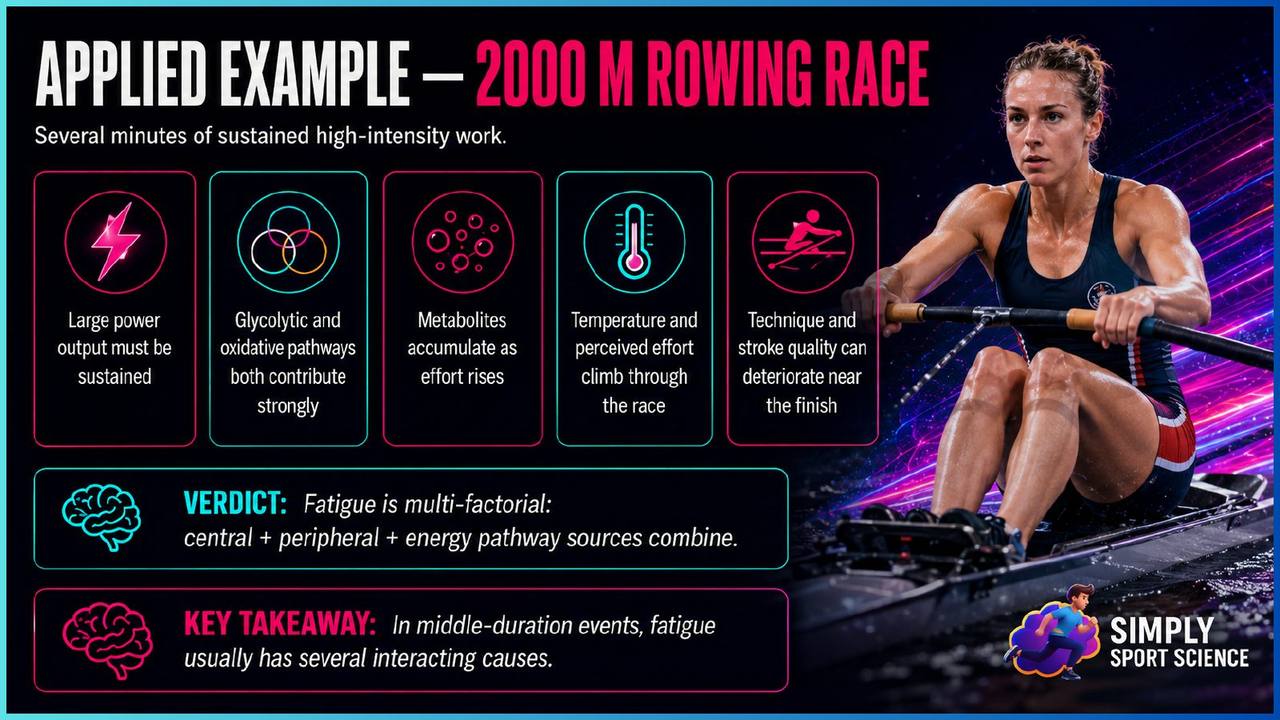 APPLIED EXAMPLE — 2000 M ROWING RACE
Several minutes of sustained high-intensity work.
Large power
output must be
sustained
Glycolytic and
oxidative pathways
both contribute
strongly
Metabolites
accumulate as
effort rises
Temperature and
perceived effort
climb through
the race
Technique and
stroke quality can
deteriorate near
the finish
VERDICT: Fatigue is multi-factorial:
central + peripheral + energy pathway sources combine.
KEY TAKEAWAY: In middle-duration events, fatigue
usually has several interacting causes.
SIMPLY
SPORT SCIENCE